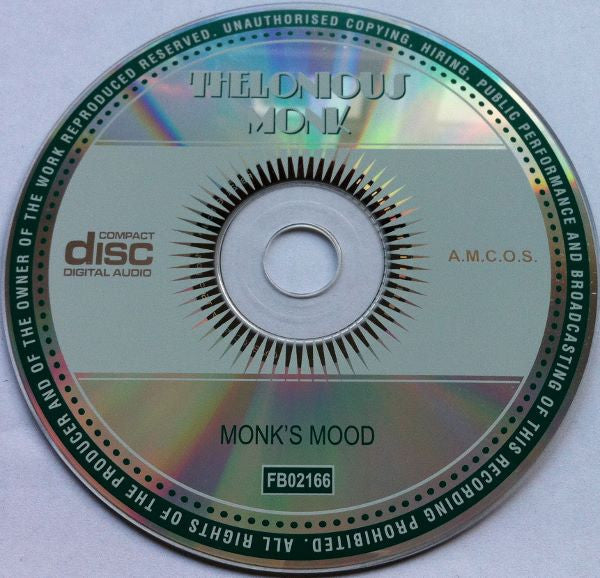 ALL RIGHTS OF THE PRODUCER AND OF THE OWNER OF THE WORK REPRODUCED RESERVED. UNAUTHORISED COPYING, HIRING, PUBLIC PERFORMANCE AND BROADCASTING OF THIS RECORDING PROHIBITED.
THELONIOUS
MONK
COMPACT
disc
DIGITAL AUDIO
A.M.C.O.S.
MONK'S MOOD
FB02166